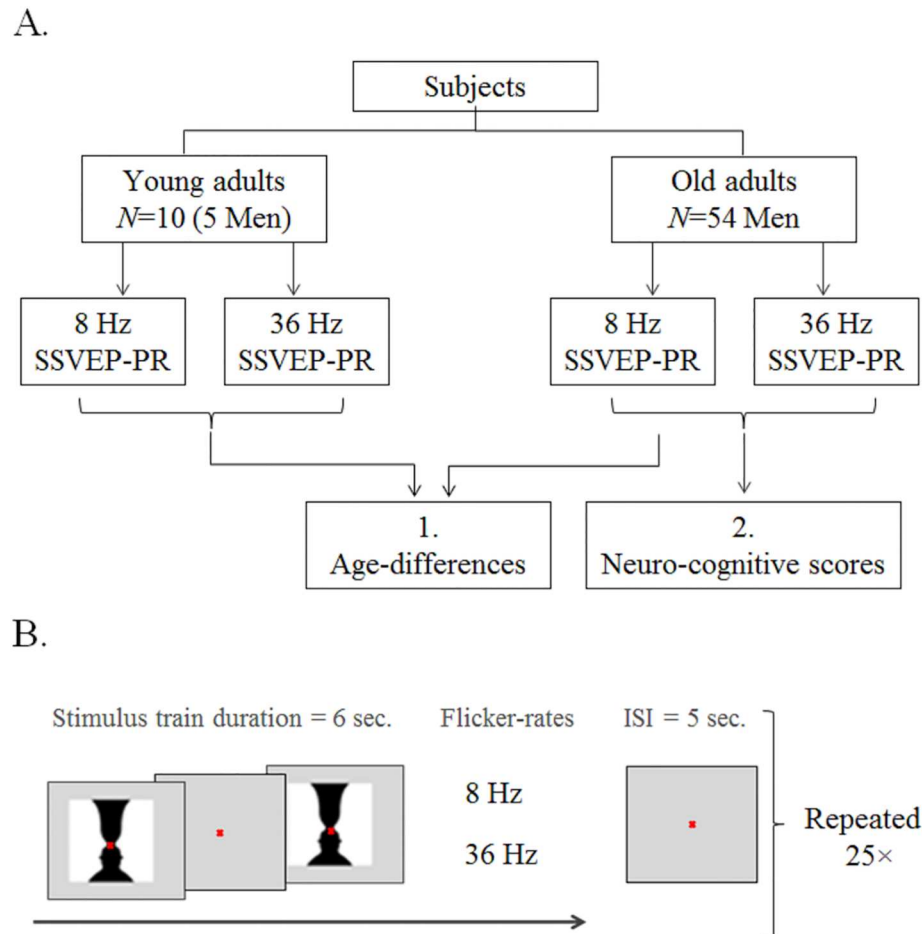 A.
Subjects
Young adults
N=10 (5 Men)
Old adults
N=54 Men
8 Hz
SSVEP-PR
36 Hz
SSVEP-PR
8 Hz
SSVEP-PR
36 Hz
SSVEP-PR
1.
Age-differences
2.
Neuro-cognitive scores
B.
Stimulus train duration = 6 sec.
Flicker-rates
ISI = 5 sec.
8 Hz
36 Hz
Repeated
25×